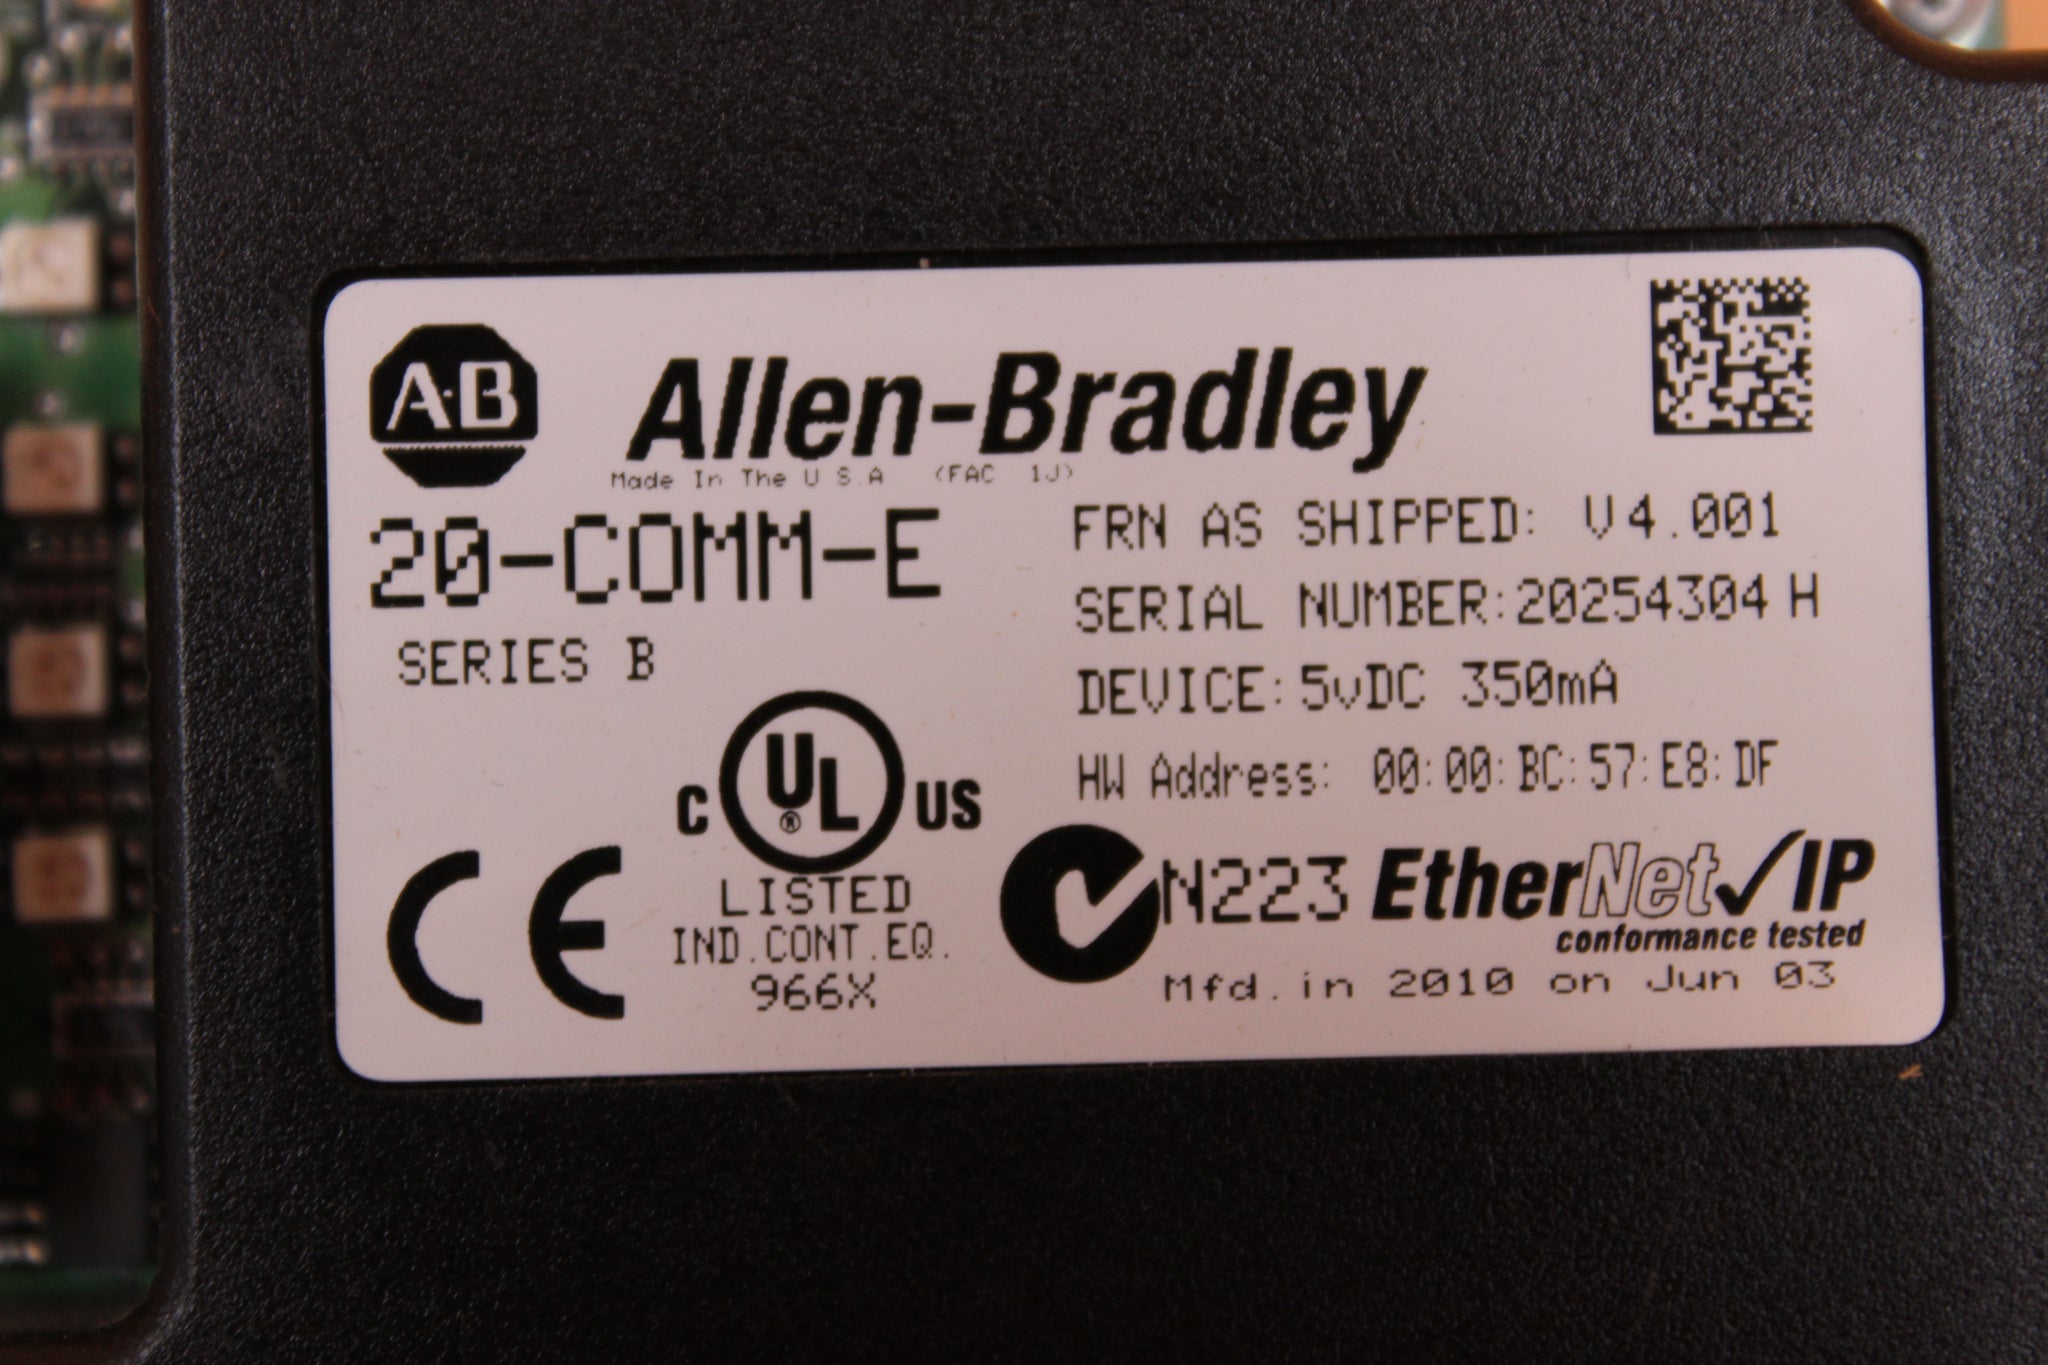 A·B Allen-Bradley
Made In The U.S.A (FAC 1J)
20-COMM-E
SERIES B
FRN AS SHIPPED: V4.001
SERIAL NUMBER:20254304 H
DEVICE:5vDC 350mA
HW Address: 00:00:BC:57:E8:DF
C UL ® US
LISTED
IND.CONT.EQ.
966X
CE
N223
EtherNet/IP
conformance tested
Mfd.in 2010 on Jun 03